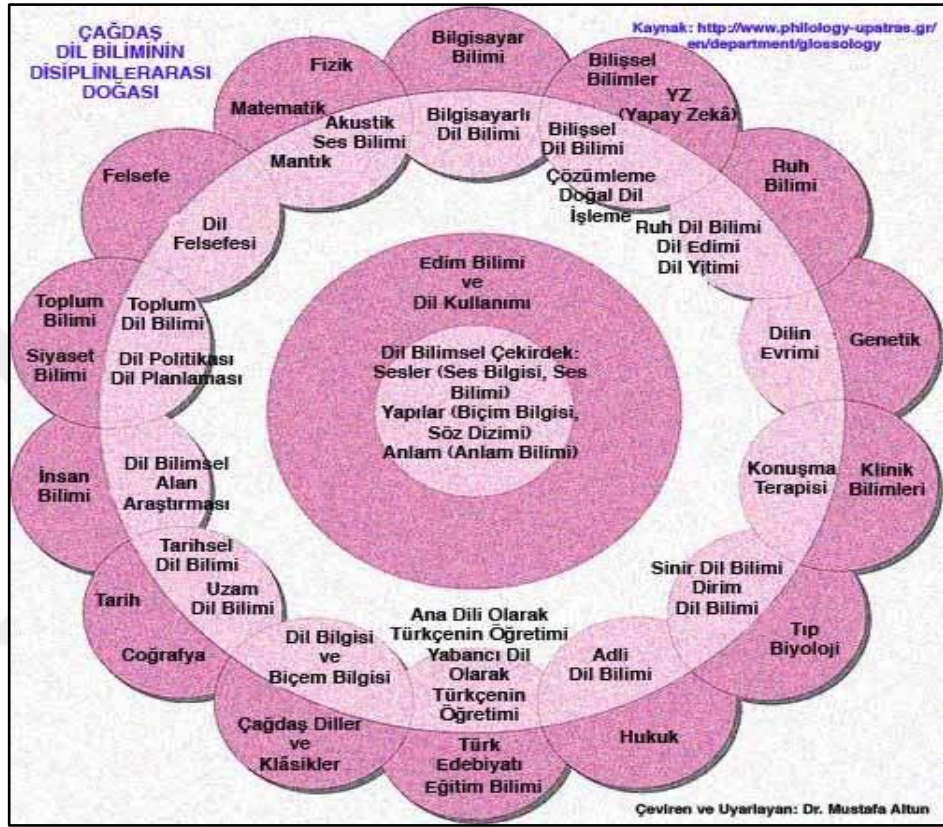 ÇAĞDAŞ
DİL BİLİMİNİN
DİSİPLİNLERARASI
DOĞASI
Kaynak: http://www.philology-upatras.gr/
en/department/glossology
Bilgisayar
Bilimi
Bilgisayarlı
Dil Bilimi
Bilişsel
Bilimler
YZ
(Yapay Zekâ)
Bilişsel
Dil Bilimi
Çözümleme
Doğal Dil
İşleme
Ruh
Bilimi
Ruh Dil Bilimi
Dil Edimi
Dil Yitimi
Genetik
Dilin
Evrimi
Klinik
Bilimleri
Konuşma
Terapisi
Tıp
Biyoloji
Sinir Dil Bilimi
Dirim
Dil Bilimi
Hukuk
Adli
Dil Bilimi
Türk
Edebiyatı
Eğitim Bilimi
Ana Dili Olarak
Türkçenin Öğretimi
Yabancı Dil
Olarak
Türkçenin
Öğretimi
Çağdaş Diller
ve
Klâsikler
Dil Bilgisi
ve
Biçem Bilgisi
Tarih
Coğrafya
Tarihsel
Dil Bilimi
Uzam
Dil Bilimi
İnsan
Bilimi
Dil Bilimsel
Alan
Araştırması
Toplum
Bilimi
Siyaset
Bilimi
Toplum
Dil Bilimi
Dil Politikası
Dil Planlaması
Felsefe
Dil
Felsefesi
Fizik
Matematik
Akustik
Ses Bilimi
Mantık
Edim Bilimi
ve
Dil Kullanımı
Dil Bilimsel Çekirdek:
Sesler (Ses Bilgisi, Ses
Bilimi)
Yapılar (Biçim Bilgisi,
Söz Dizimi)
Anlam (Anlam Bilimi)
Çeviren ve Uyarlayan: Dr. Mustafa Altun